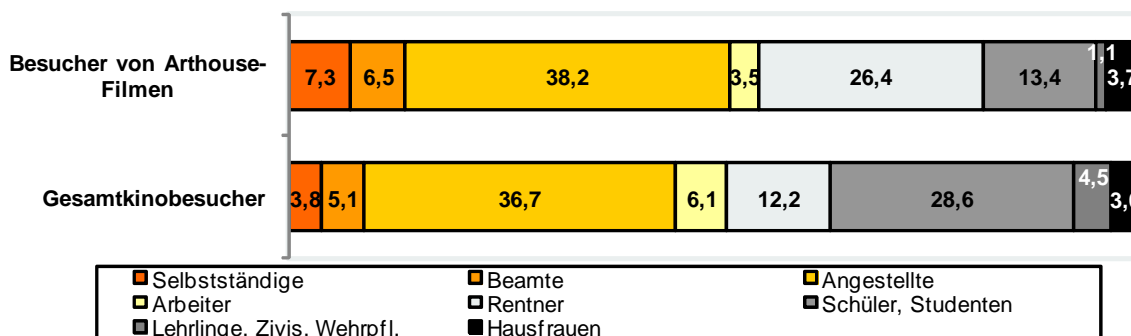 Besucher von Arthouse-
Filmen
7,3 6,5 38,2 3,5 26,4 13,4 1,1 3,7
Gesamtkinobesucher
3,8 5,1 36,7 6,1 12,2 28,6 4,5
Selbstständige Beamte Angestellte
Arbeiter Rentner Schüler, Studenten
Lehrlinge, Zivis, Wehrpfl. Hausfrauen